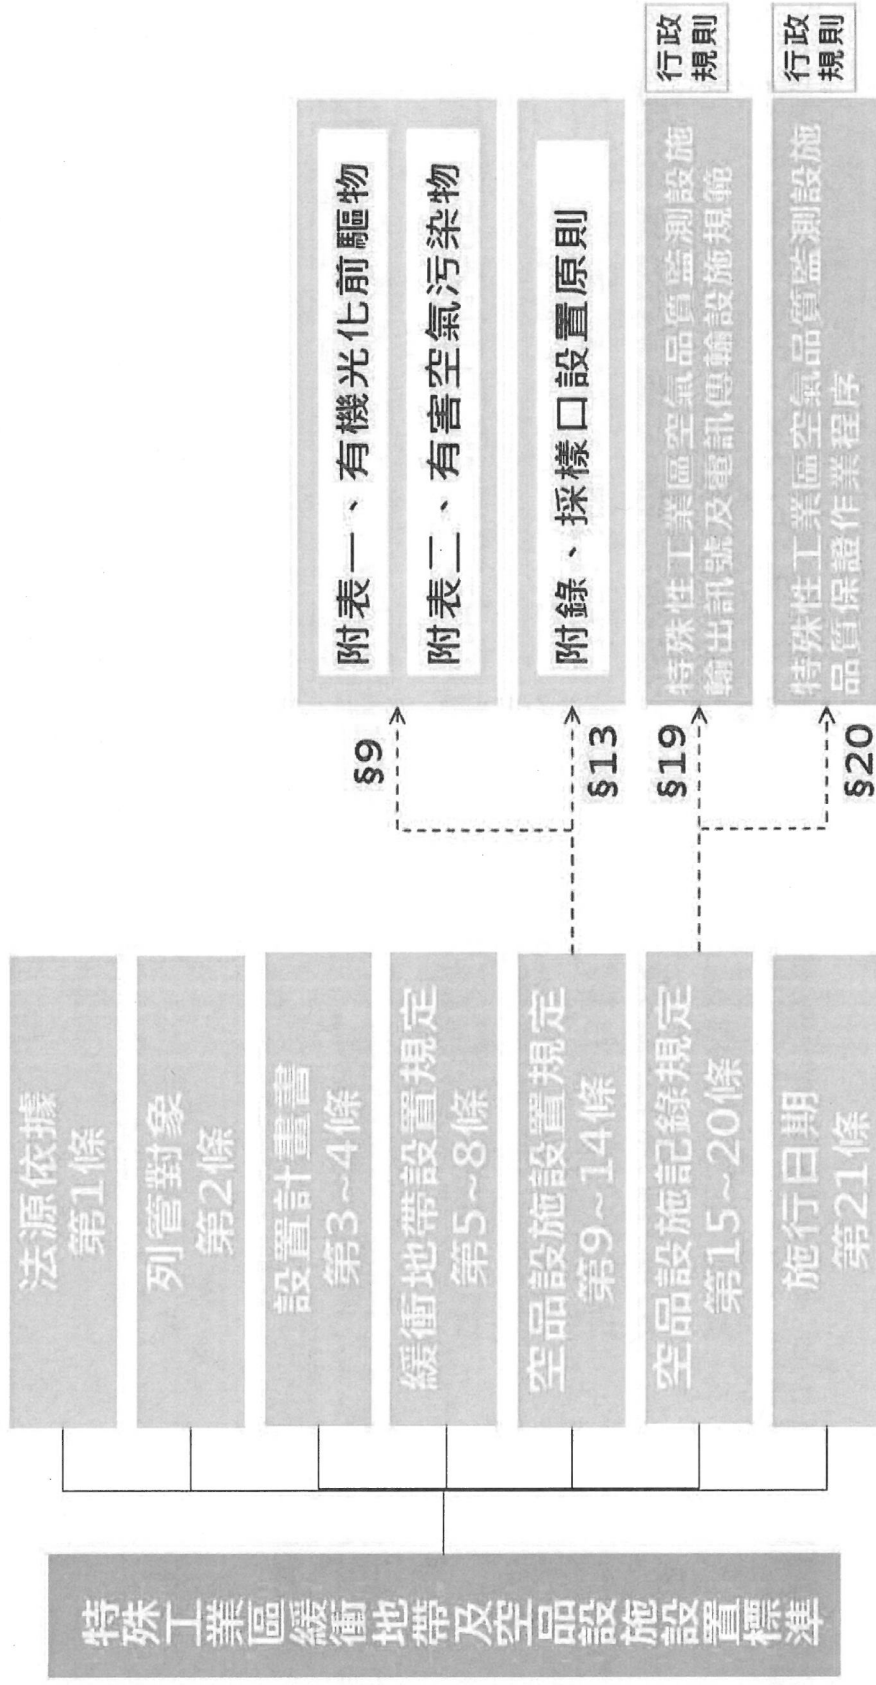 特殊工業區緩衝地帶及空品設施設置標準
法源依據
第1條
列管對象
第2條
設置計畫書
第3~4條
緩衝地帶設置規定
第5~8條
空品設施設置規定
第9~14條
空品設施記錄規定
第15~20條
施行日期
第21條
§9
附表一、有機光化前驅物
附表二、有害空氣污染物
§13
附錄、採樣口設置原則
§19
特殊性工業區空氣品質監測設施
輸出訊號及電訊傳輸設施規範
行政
規則
§20
特殊性工業區空氣品質監測設施
品質保證作業程序
行政
規則